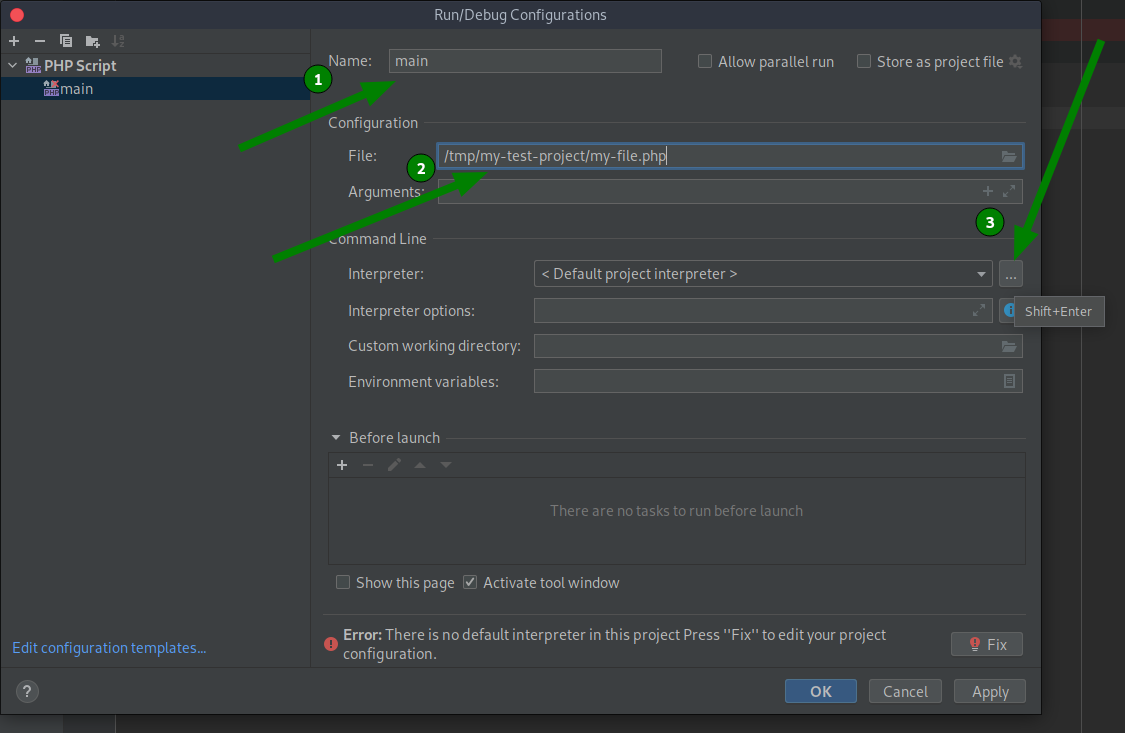 Run/Debug Configurations
PHP Script
main
1
Name:
main
Allow parallel run
Store as project file
Configuration
File:
/tmp/my-test-project/my-file.php
2
Arguments:
3
Command Line
Interpreter:
< Default project interpreter >
...
Interpreter options:
Shift+Enter
Custom working directory:
Environment variables:
Before launch
There are no tasks to run before launch
Show this page
Activate tool window
Error: There is no default interpreter in this project Press "Fix" to edit your project
configuration.
Fix
Edit configuration templates...
?
OK
Cancel
Apply